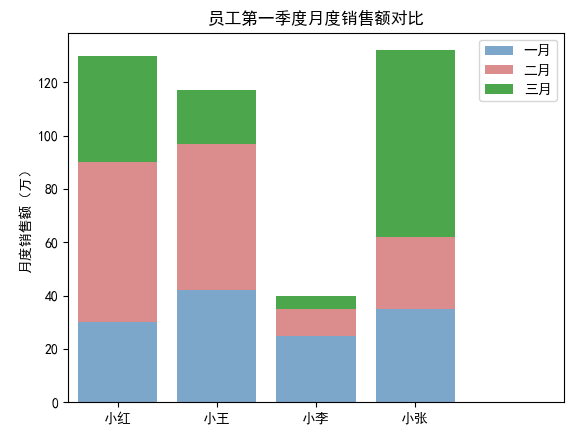 员工第一季度月度销售额对比
一月
二月
三月
月度销售额（万）
120
100
80
60
40
20
0
小红 小王 小李 小张